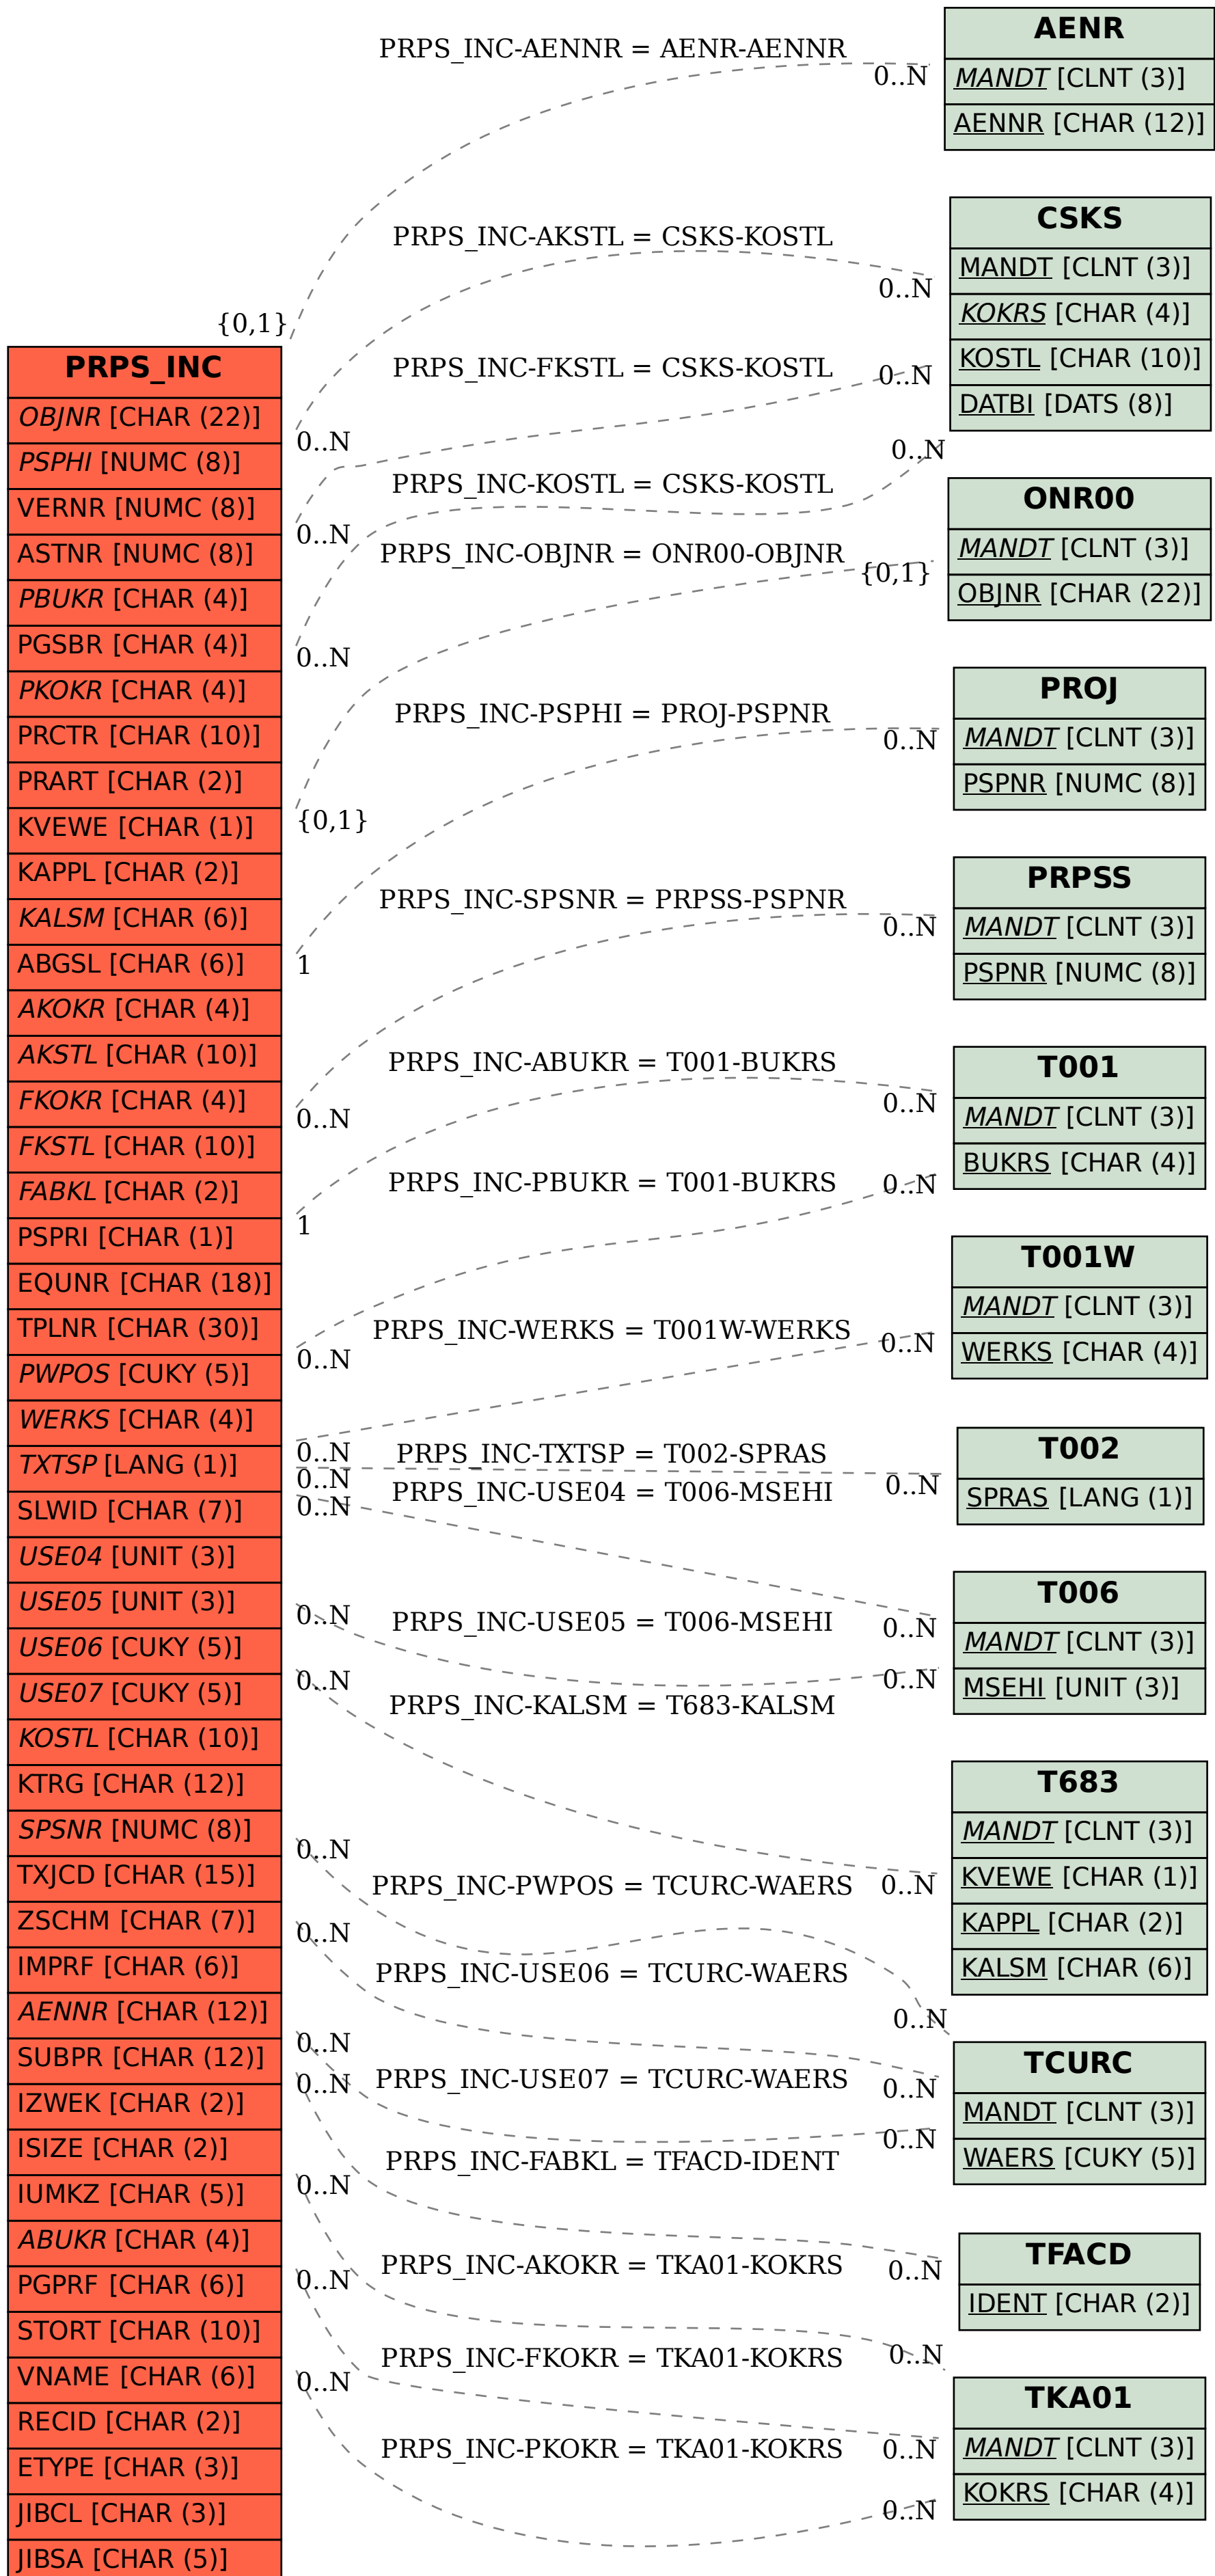 PRPS_INC
OBJNR [CHAR (22)]
PSPHI [NUMC (8)]
VERNR [NUMC (8)]
ASTNR [NUMC (8)]
PBUKR [CHAR (4)]
PGSBR [CHAR (4)]
PKOKR [CHAR (4)]
PRCTR [CHAR (10)]
PRART [CHAR (2)]
KVEWE [CHAR (1)]
KAPPL [CHAR (2)]
KALSM [CHAR (6)]
ABGSL [CHAR (6)]
AKOKR [CHAR (4)]
AKSTL [CHAR (10)]
FKOKR [CHAR (4)]
FKSTL [CHAR (10)]
FABKL [CHAR (2)]
PSPRI [CHAR (1)]
EQUNR [CHAR (18)]
TPLNR [CHAR (30)]
PWPOS [CUKY (5)]
WERKS [CHAR (4)]
TXTSP [LANG (1)]
SLWID [CHAR (7)]
USE04 [UNIT (3)]
USE05 [UNIT (3)]
USE06 [CUKY (5)]
USE07 [CUKY (5)]
KOSTL [CHAR (10)]
KTRG [CHAR (12)]
SPSNR [NUMC (8)]
TXJCD [CHAR (15)]
ZSCHM [CHAR (7)]
IMPRF [CHAR (6)]
AENNR [CHAR (12)]
SUBPR [CHAR (12)]
IZWEK [CHAR (2)]
ISIZE [CHAR (2)]
IUMKZ [CHAR (5)]
ABUKR [CHAR (4)]
PGPRF [CHAR (6)]
STORT [CHAR (10)]
VNAME [CHAR (6)]
RECID [CHAR (2)]
ETYPE [CHAR (3)]
JIBCL [CHAR (3)]
JIBSA [CHAR (5)]
PRPS_INC-AENNR = AENR-AENNR
0..N
{0,1}
PRPS_INC-AKSTL = CSKS-KOSTL
0..N
0..N
PRPS_INC-FKSTL = CSKS-KOSTL
0..N
0..N
PRPS_INC-KOSTL = CSKS-KOSTL
0..N
0..N
PRPS_INC-OBJNR = ONR00-OBJNR
{0,1}
{0,1}
PRPS_INC-PSPHI = PROJ-PSPNR
0..N
1
PRPS_INC-SPSNR = PRPSS-PSPNR
0..N
0..N
PRPS_INC-ABUKR = T001-BUKRS
0..N
1
PRPS_INC-PBUKR = T001-BUKRS
0..N
0..N
PRPS_INC-WERKS = T001W-WERKS
0..N
0..N
PRPS_INC-TXTSP = T002-SPRAS
0..N
0..N
PRPS_INC-USE04 = T006-MSEHI
0..N
0..N
PRPS_INC-USE05 = T006-MSEHI
0..N
0..N
PRPS_INC-KALSM = T683-KALSM
0..N
0..N
PRPS_INC-PWPOS = TCURC-WAERS
0..N
0..N
PRPS_INC-USE06 = TCURC-WAERS
0..N
0..N
PRPS_INC-USE07 = TCURC-WAERS
0..N
0..N
PRPS_INC-FABKL = TFACD-IDENT
0..N
0..N
PRPS_INC-AKOKR = TKA01-KOKRS
0..N
0..N
PRPS_INC-FKOKR = TKA01-KOKRS
0..N
0..N
PRPS_INC-PKOKR = TKA01-KOKRS
0..N
0..N
AENR
MANDT [CLNT (3)]
AENNR [CHAR (12)]
CSKS
MANDT [CLNT (3)]
KOKRS [CHAR (4)]
KOSTL [CHAR (10)]
DATBI [DATS (8)]
ONR00
MANDT [CLNT (3)]
OBJNR [CHAR (22)]
PROJ
MANDT [CLNT (3)]
PSPNR [NUMC (8)]
PRPSS
MANDT [CLNT (3)]
PSPNR [NUMC (8)]
T001
MANDT [CLNT (3)]
BUKRS [CHAR (4)]
T001W
MANDT [CLNT (3)]
WERKS [CHAR (4)]
T002
SPRAS [LANG (1)]
T006
MANDT [CLNT (3)]
MSEHI [UNIT (3)]
T683
MANDT [CLNT (3)]
KVEWE [CHAR (1)]
KAPPL [CHAR (2)]
KALSM [CHAR (6)]
TCURC
MANDT [CLNT (3)]
WAERS [CUKY (5)]
TFACD
IDENT [CHAR (2)]
TKA01
MANDT [CLNT (3)]
KOKRS [CHAR (4)]